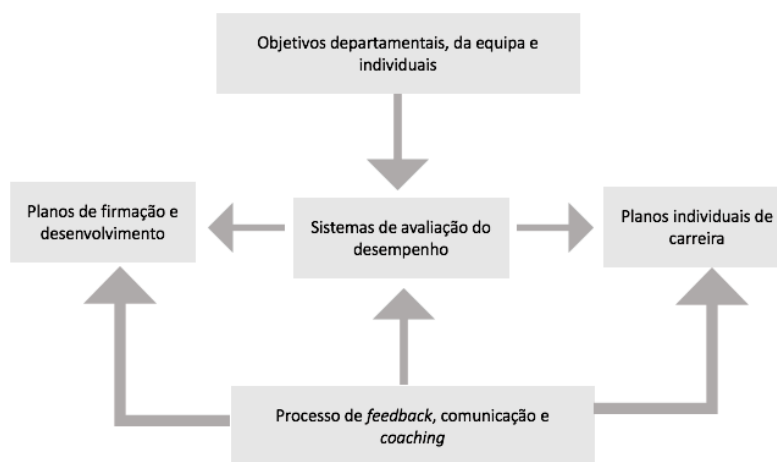 Objetivos departamentais, da equipa e
individuais
Planos de firmação e
desenvolvimento
Sistemas de avaliação do
desempenho
Planos individuais de
carreira
Processo de feedback, comunicação e
coaching